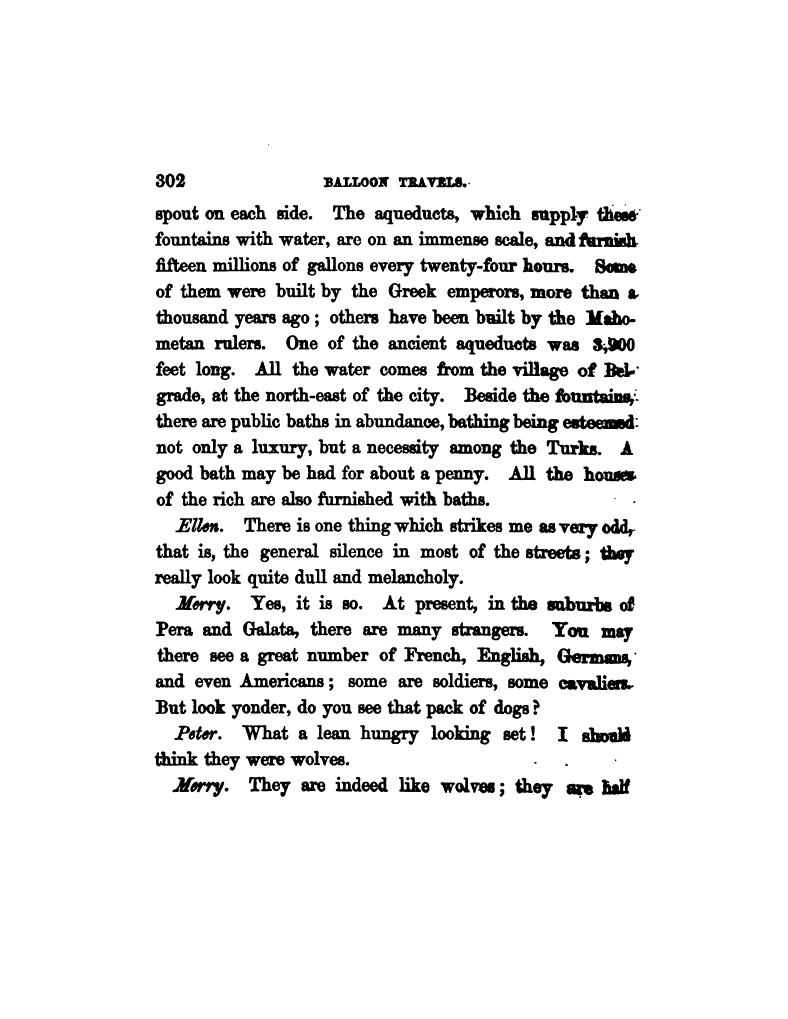 302 BALLOON TRAVELS.
spout on each side. The aqueducts, which supply these
fountains with water, are on an immense scale, and furnish
fifteen millions of gallons every twenty-four hours. Some
of them were built by the Greek emperors, more than a
thousand years ago; others have been built by the Maho-
metan rulers. One of the ancient aqueducts was 3,900
feet long. All the water comes from the village of Bel-
grade, at the north-east of the city. Beside the fountains,
there are public baths in abundance, bathing being esteemed
not only a luxury, but a necessity among the Turks. A
good bath may be had for about a penny. All the houses
of the rich are also furnished with baths.
Ellen. There is one thing which strikes me as very odd,
that is, the general silence in most of the streets; they
really look quite dull and melancholy.
Merry. Yes, it is so. At present, in the suburbs of
Pera and Galata, there are many strangers. You may
there see a great number of French, English, Germans,
and even Americans; some are soldiers, some cavaliers.
But look yonder, do you see that pack of dogs?
Peter. What a lean hungry looking set! I should
think they were wolves.
Merry. They are indeed like wolves; they are half